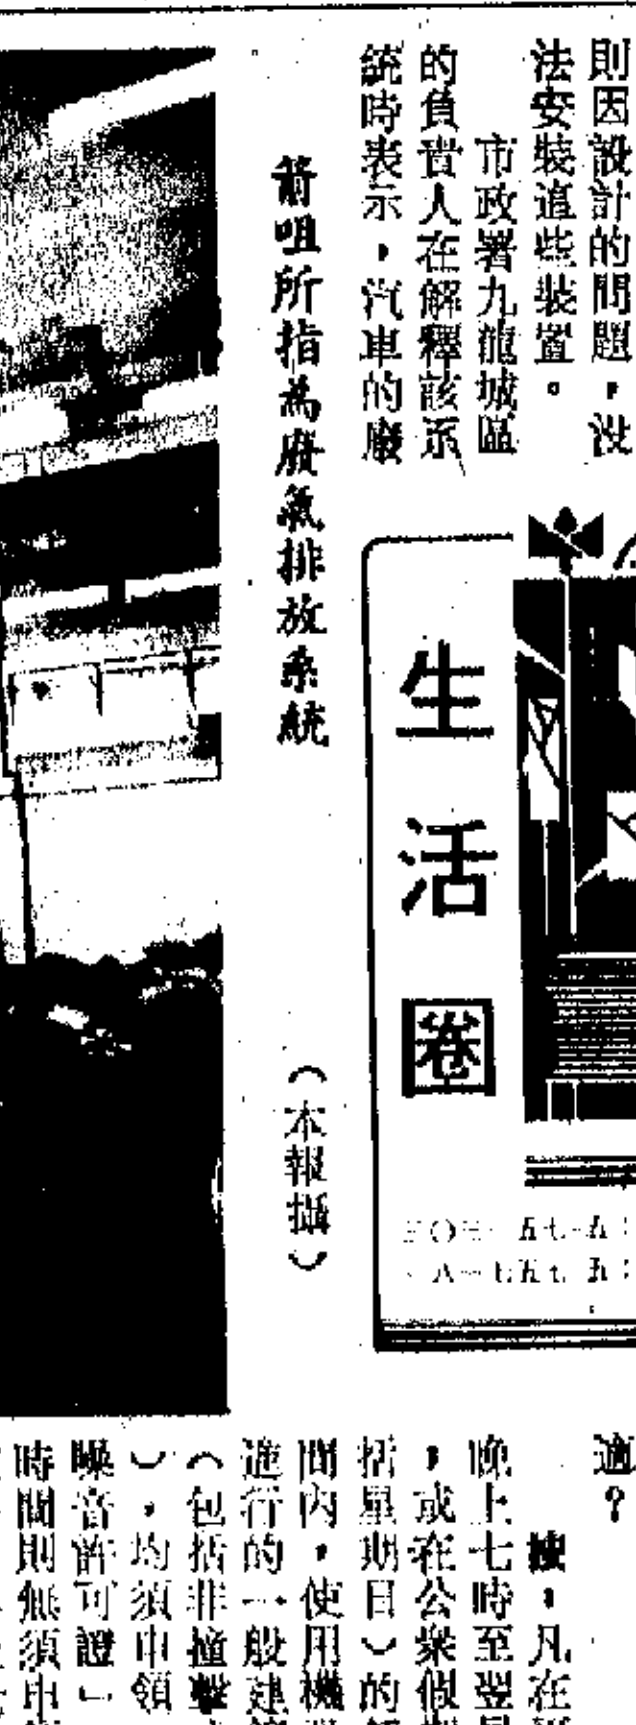 則因設計的問題，沒
法安裝這些裝置。
市政署九龍城區
的負責人在解釋該系
統時表示，汽車的廢
箭咀所指為廢氣排放系統
（本報攝）
生活圈
適？
按，凡在
晚上七時至翌
，或在公眾假
括星期日）的
間內，使用機
進行的一般建
（包括非撞擊
），均須申領
噪音許可證」
時間則無須申